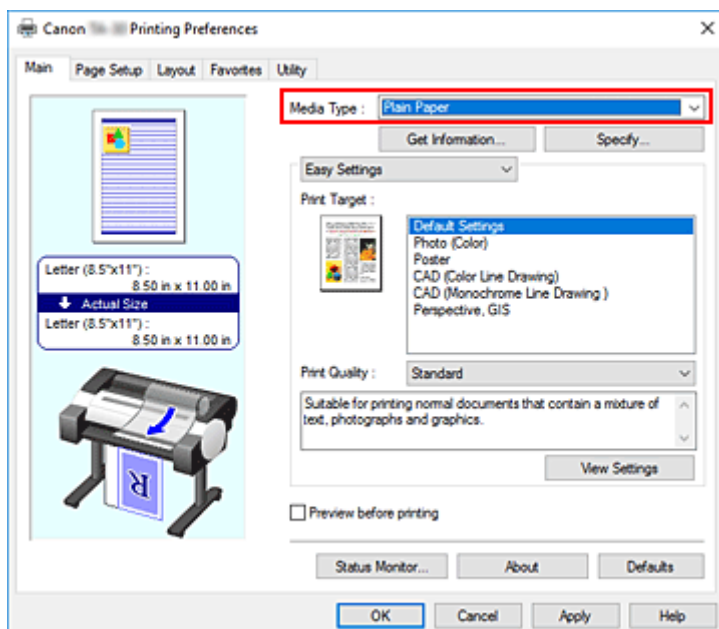 Canon Printing Preferences
Main Page Setup Layout Favorites Utility
Media Type : Plain Paper
Get Information... Specify...
Easy Settings
Print Target :
Default Settings
Photo (Color)
Poster
CAD (Color Line Drawing)
CAD (Monochrome Line Drawing )
Perspective, GIS
Letter (8.5"x11") :
8.50 in x 11.00 in
Actual Size
Letter (8.5"x11") :
8.50 in x 11.00 in
Print Quality : Standard
Suitable for printing normal documents that contain a mixture of
text, photographs and graphics.
View Settings
R
Preview before printing
Status Monitor... About Defaults
OK Cancel Apply Help